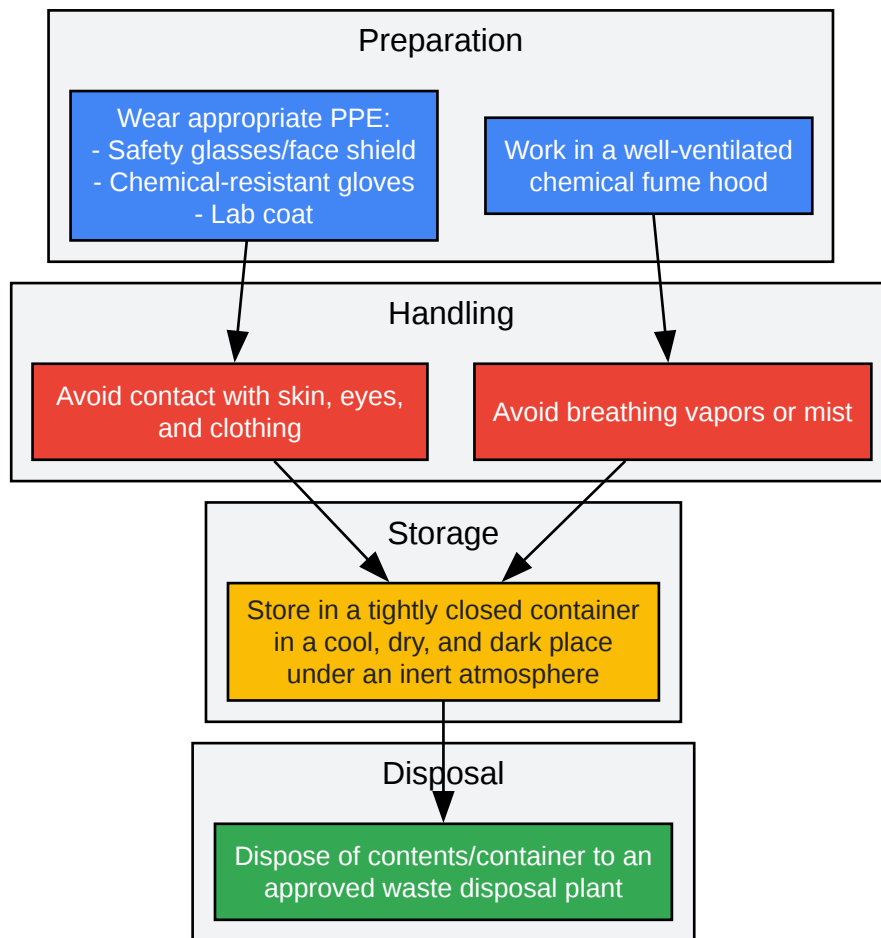 Preparation
Wear appropriate PPE:
- Safety glasses/face shield
- Chemical-resistant gloves
- Lab coat
Work in a well-ventilated
chemical fume hood
Handling
Avoid contact with skin, eyes,
and clothing
Avoid breathing vapors or mist
Storage
Store in a tightly closed container
in a cool, dry, and dark place
under an inert atmosphere
Disposal
Dispose of contents/container to an
approved waste disposal plant